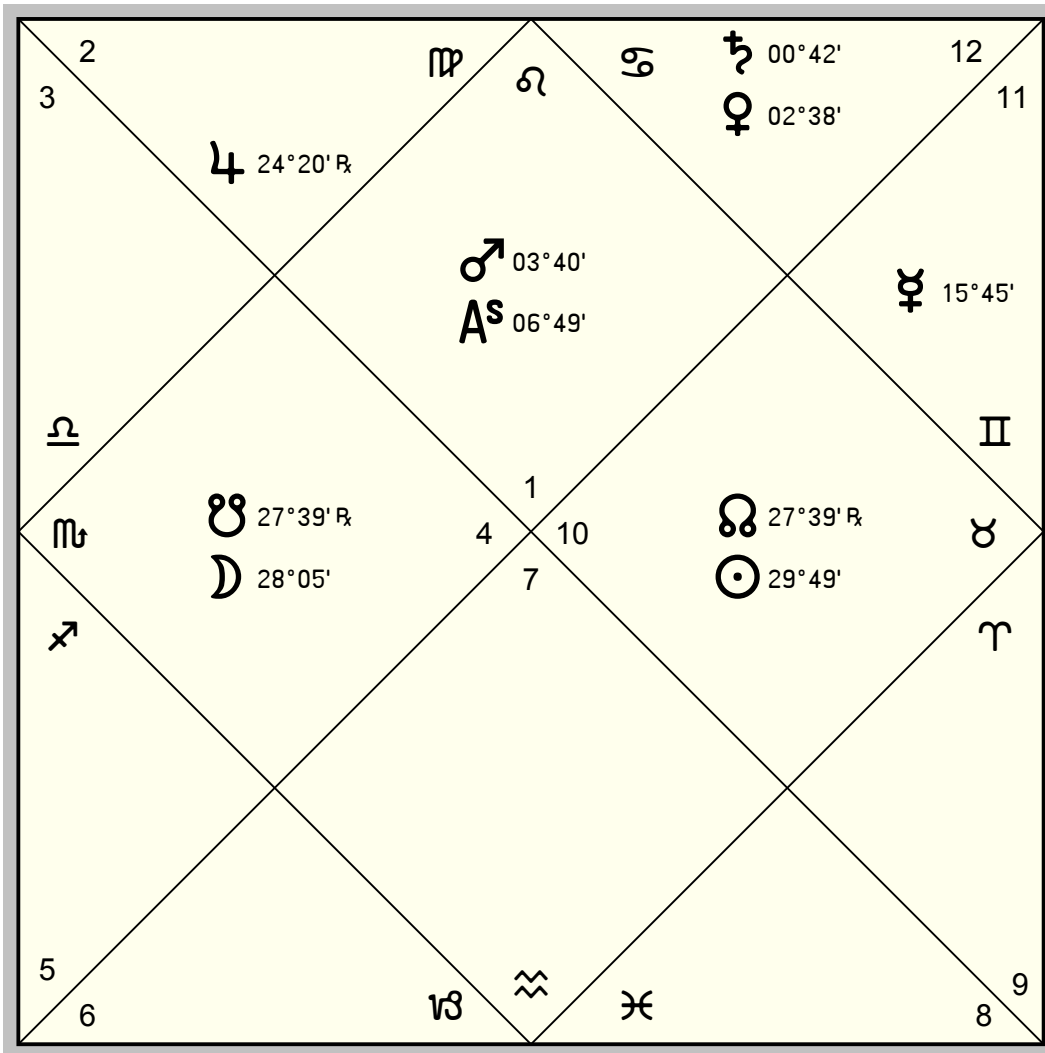 2 ♍ ♋ ♄ 00°42' 12
♌
3 ♀ 02°38' 11
♃ 24°20' ℞
♂ 03°40'
☿ 15°45'
As 06°49'
♎ ♊
1
☋ 27°39' ℞ ☊ 27°39' ℞
♏ 4 10 ♉
☽ 28°05' 7 ☉ 29°49'
♐ ♈
5 ♒ 9
6 ♑ ♓ 8